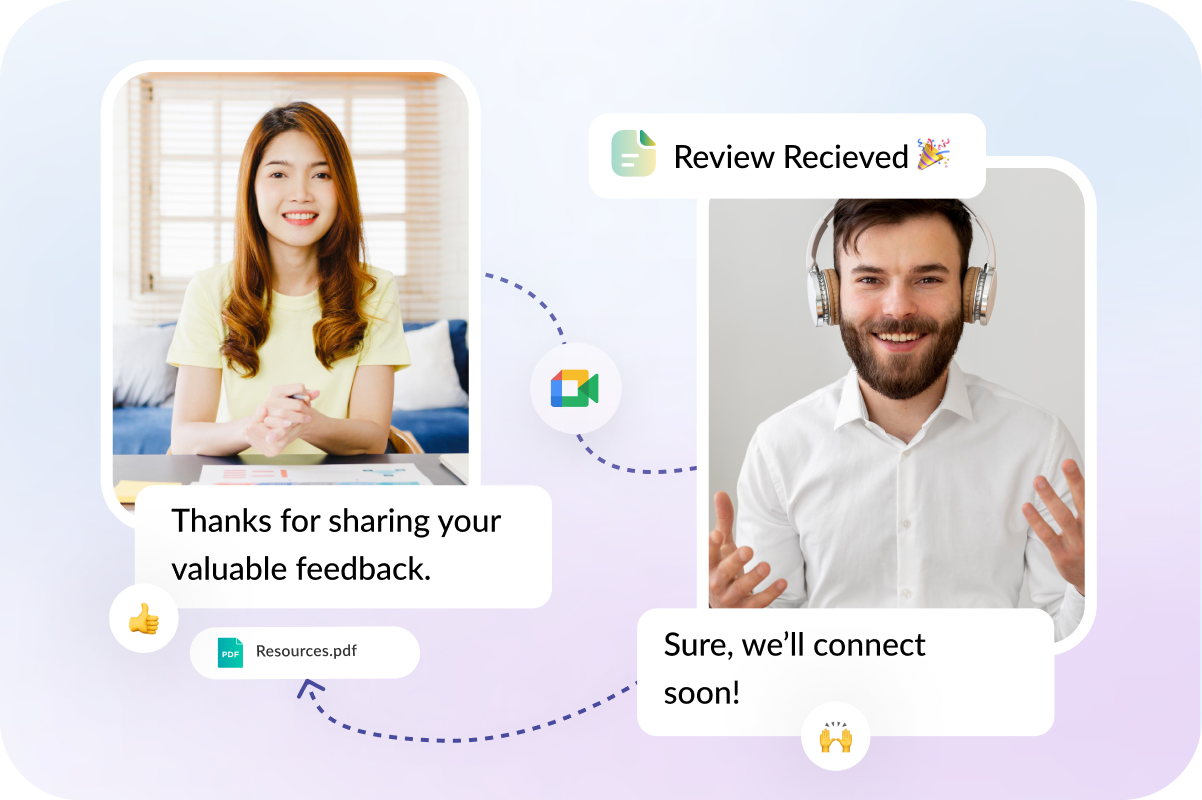 Review Recieved 🎉
Thanks for sharing your
valuable feedback.
PDF
Resources.pdf
Sure, we’ll connect
soon!